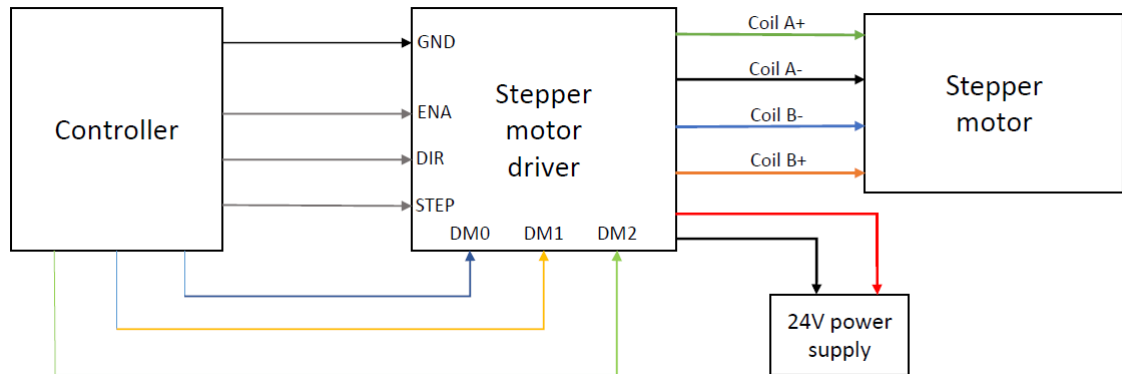 Controller
GND
ENA
DIR
STEP
Stepper
motor
driver
DM0 DM1 DM2
Coil A+
Coil A-
Coil B-
Coil B+
Stepper
motor
24V power
supply